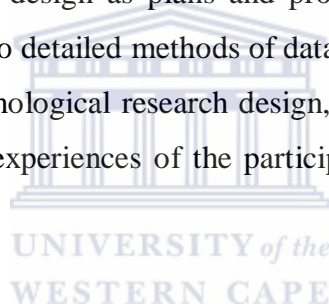 design as plans and pro
o detailed methods of data
nological research design,
experiences of the particip
UNIVERSITY of the
WESTERN CAPE